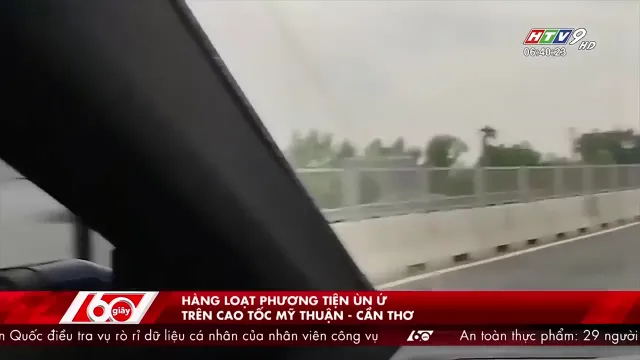 HTV9 HD
06:40:23
60 giây
HÀNG LOẠT PHƯƠNG TIỆN ÙN Ứ
TRÊN CAO TỐC MỸ THUẬN - CẦN THƠ
n Quốc điều tra vụ rò rỉ dữ liệu cá nhân của nhân viên công vụ 60 An toàn thực phẩm: 29 người